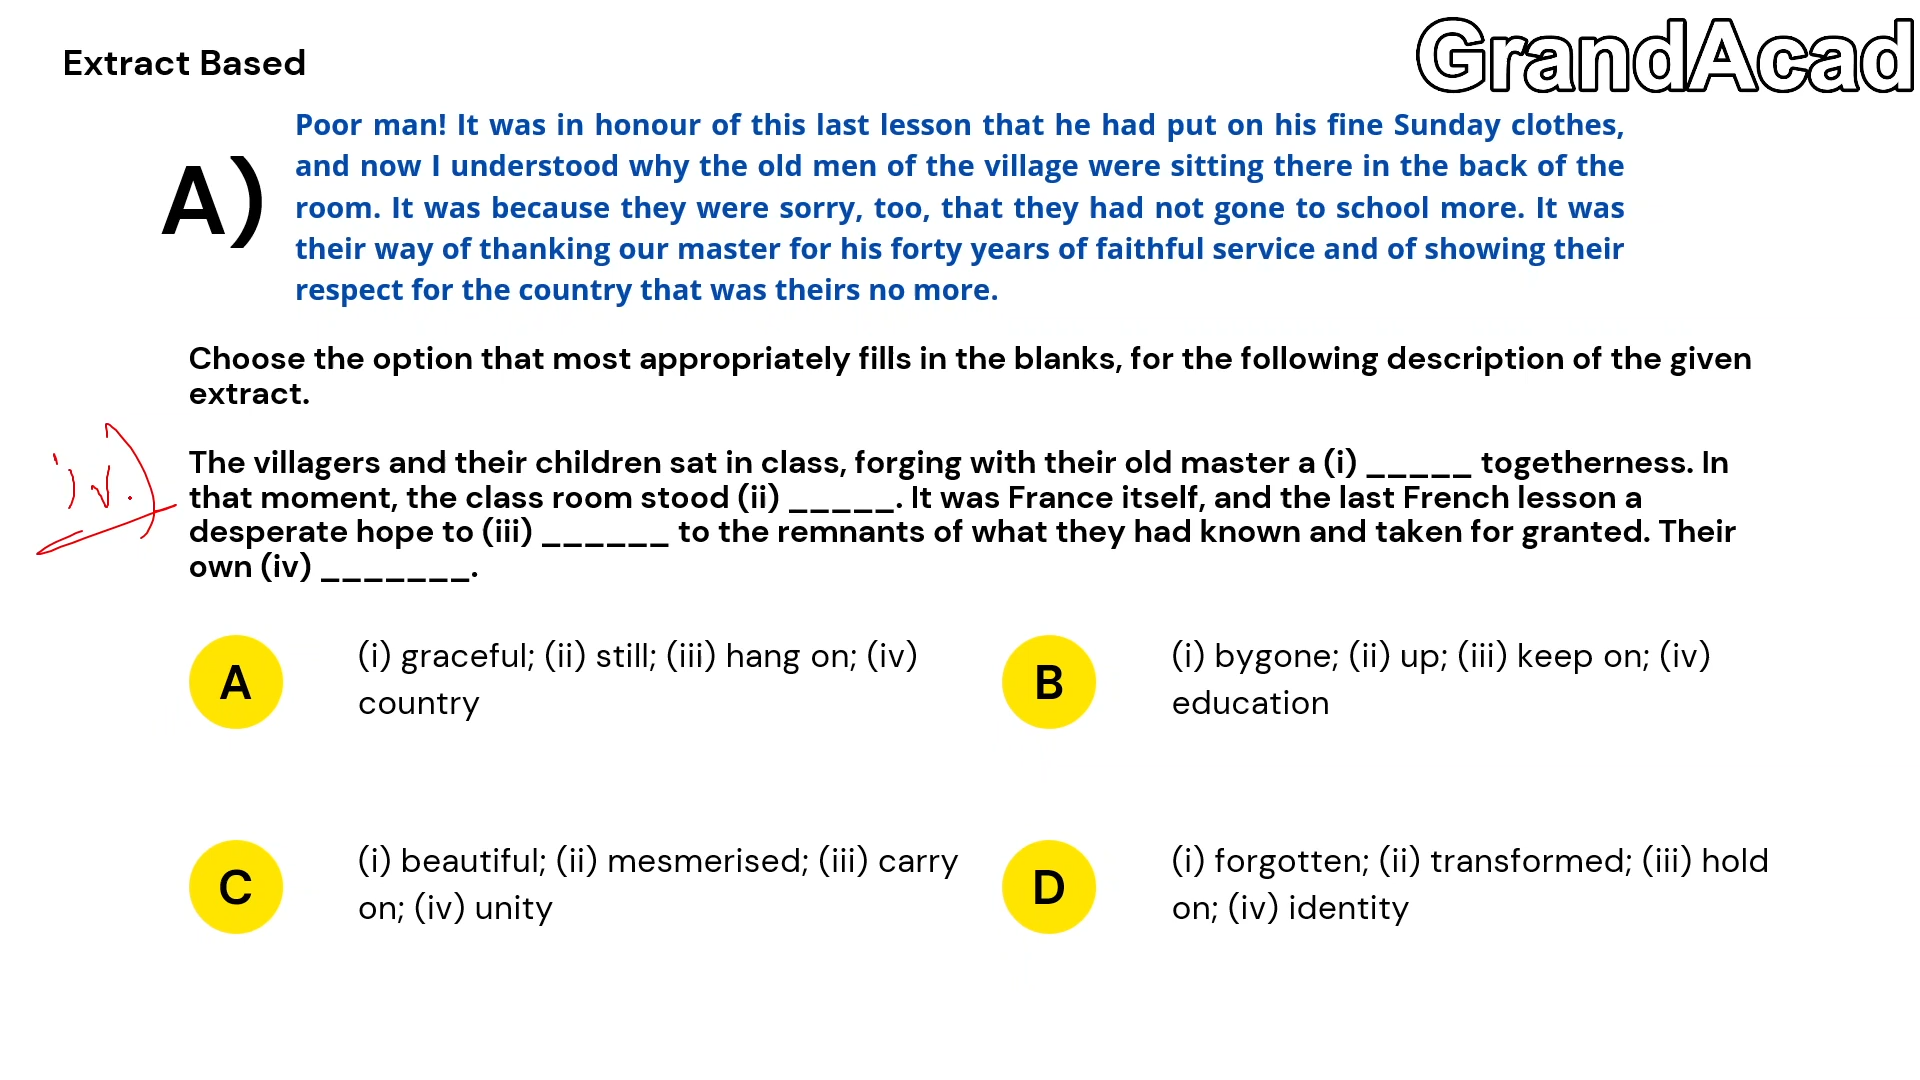 GrandAcad
Extract Based
A)
Poor man! It was in honour of this last lesson that he had put on his fine Sunday clothes,
and now I understood why the old men of the village were sitting there in the back of the
room. It was because they were sorry, too, that they had not gone to school more. It was
their way of thanking our master for his forty years of faithful service and of showing their
respect for the country that was theirs no more.
Choose the option that most appropriately fills in the blanks, for the following description of the given
extract.
iv.)
The villagers and their children sat in class, forging with their old master a (i) _____ togetherness. In
that moment, the class room stood (ii) _____. It was France itself, and the last French lesson a
desperate hope to (iii) ______ to the remnants of what they had known and taken for granted. Their
own (iv) _______.
A
(i) graceful; (ii) still; (iii) hang on; (iv)
country
B
(i) bygone; (ii) up; (iii) keep on; (iv)
education
C
(i) beautiful; (ii) mesmerised; (iii) carry
on; (iv) unity
D
(i) forgotten; (ii) transformed; (iii) hold
on; (iv) identity